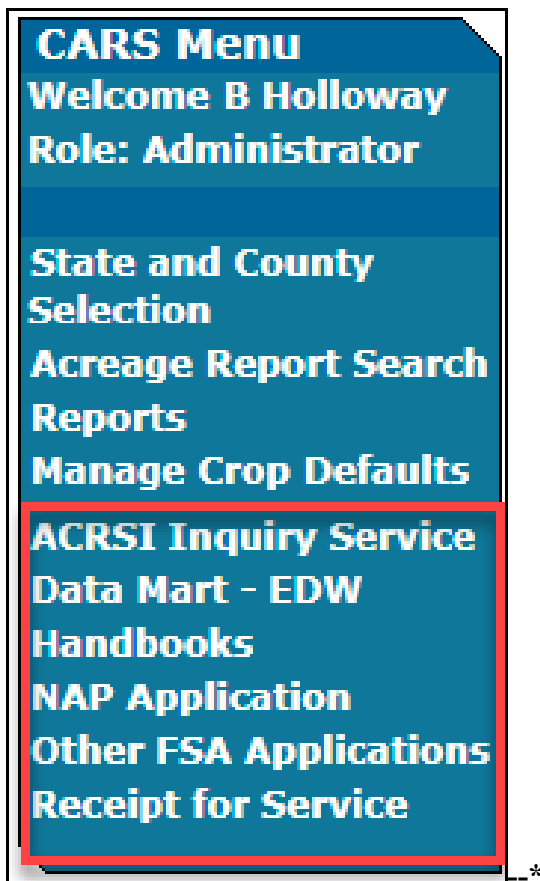 CARS Menu
Welcome B Holloway
Role: Administrator
State and County
Selection
Acreage Report Search
Reports
Manage Crop Defaults
ACRSI Inquiry Service
Data Mart - EDW
Handbooks
NAP Application
Other FSA Applications
Receipt for Service
--*